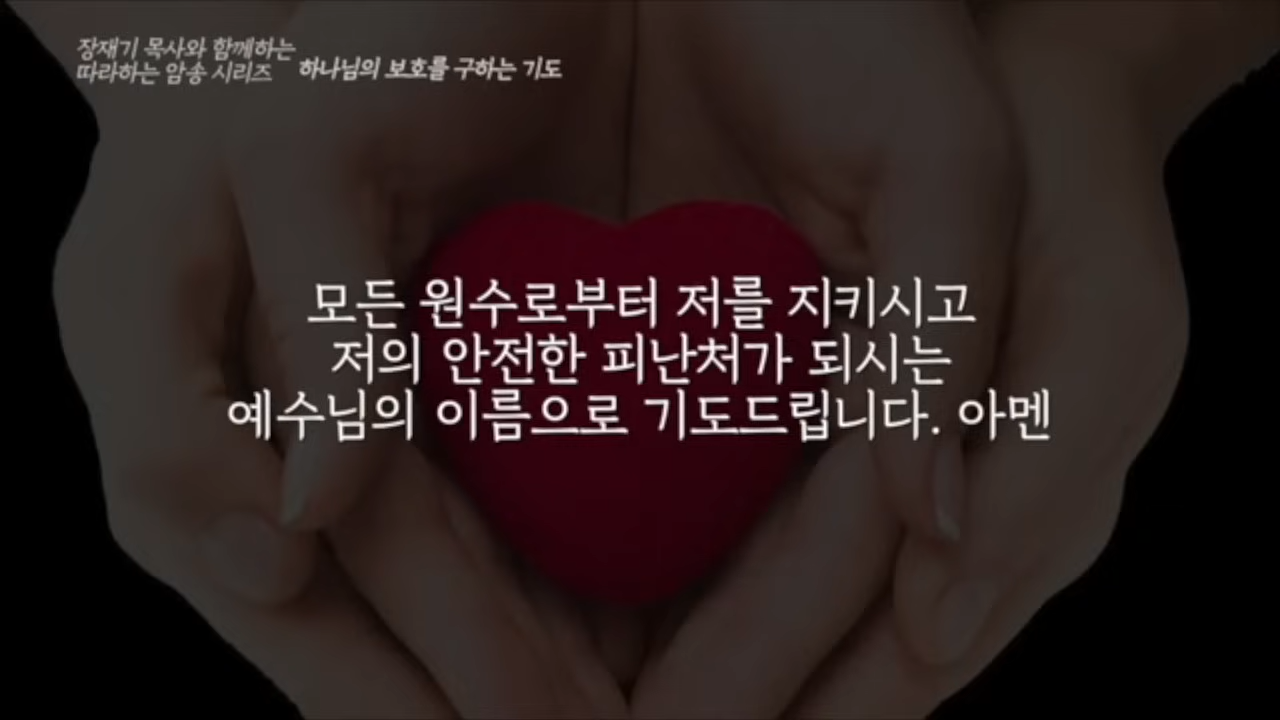 장재기 목사와 함께하는
따라하는 암송 시리즈
하나님의 보호를 구하는 기도
모든 원수로부터 저를 지키시고
저의 안전한 피난처가 되시는
예수님의 이름으로 기도드립니다. 아멘